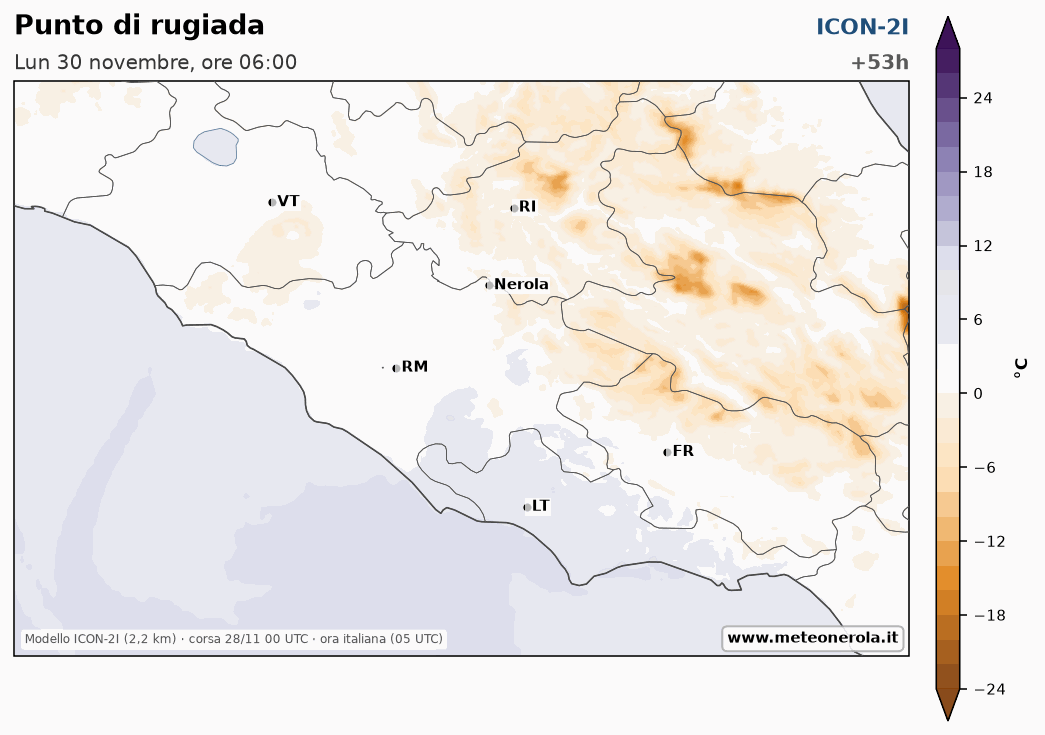 Punto di rugiada
ICON-2I
Lun 30 novembre, ore 06:00
+53h
24
18
12
6
0
−6
−12
−18
−24
°C
VT
RI
Nerola
RM
FR
LT
Modello ICON-2I (2,2 km) · corsa 28/11 00 UTC · ora italiana (05 UTC)
www.meteonerola.it